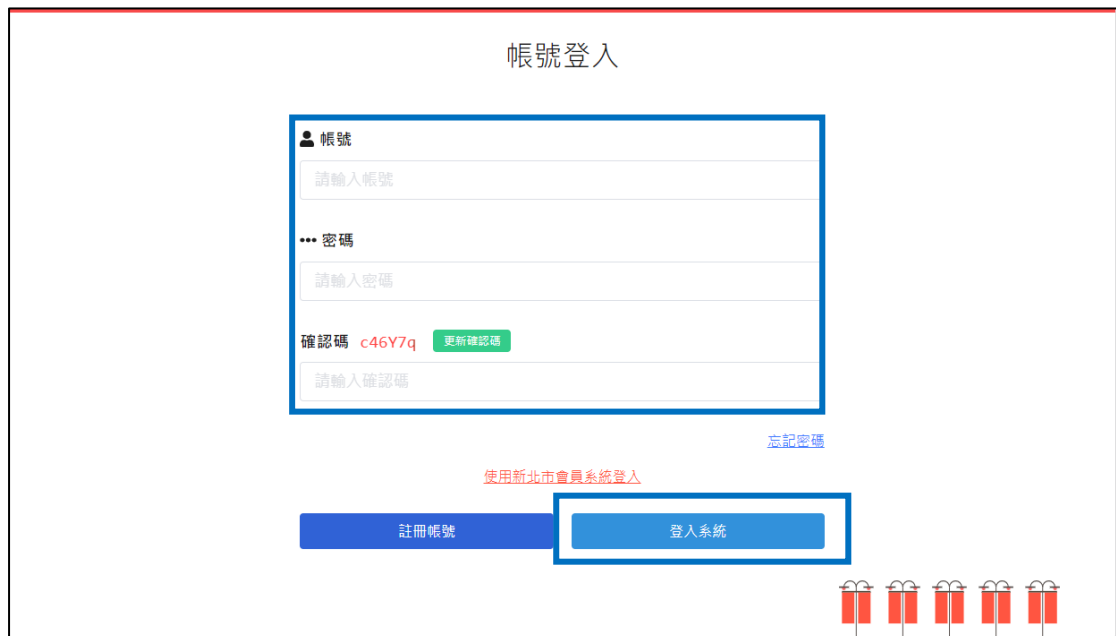 帳號登入
帳號
請輸入帳號
密碼
請輸入密碼
確認碼 c46Y7q 更新確認碼
請輸入確認碼
忘記密碼
使用新北市會員系統登入
註冊帳號 登入系統